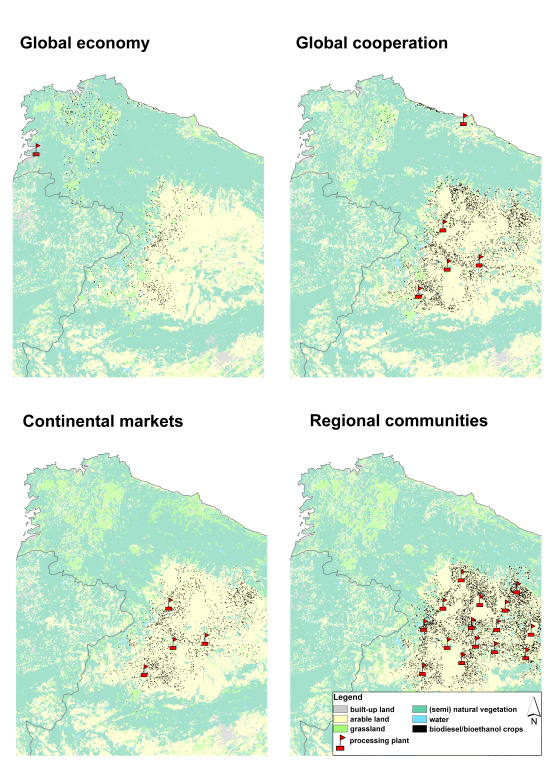 Global economy
Global cooperation
Continental markets
Regional communities
Legend
built-up land
arable land
grassland
processing plant
(semi) natural vegetation
water
biodiesel/bioethanol crops
N